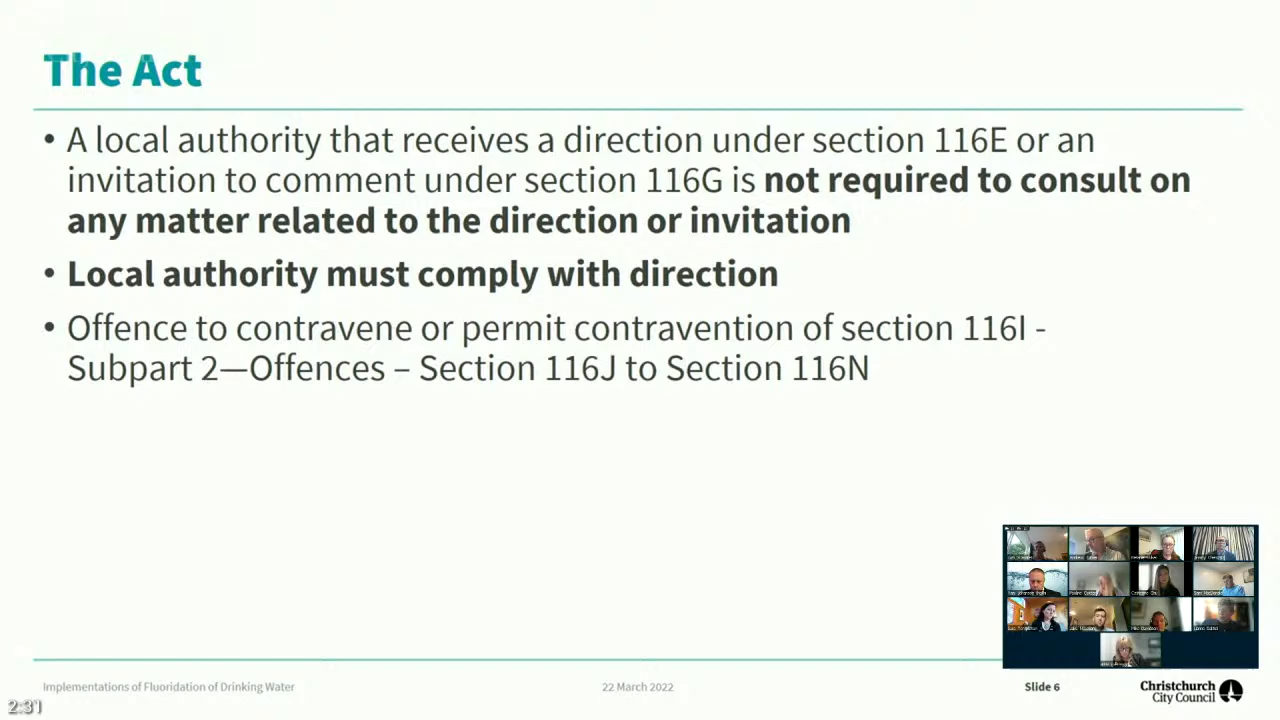 The Act
• A local authority that receives a direction under section 116E or an
invitation to comment under section 116G is not required to consult on
any matter related to the direction or invitation
• Local authority must comply with direction
• Offence to contravene or permit contravention of section 116I -
Subpart 2—Offences – Section 116J to Section 116N
Implementations of Fluoridation of Drinking Water
22 March 2022
Slide 6
Christchurch
City Council
2:31